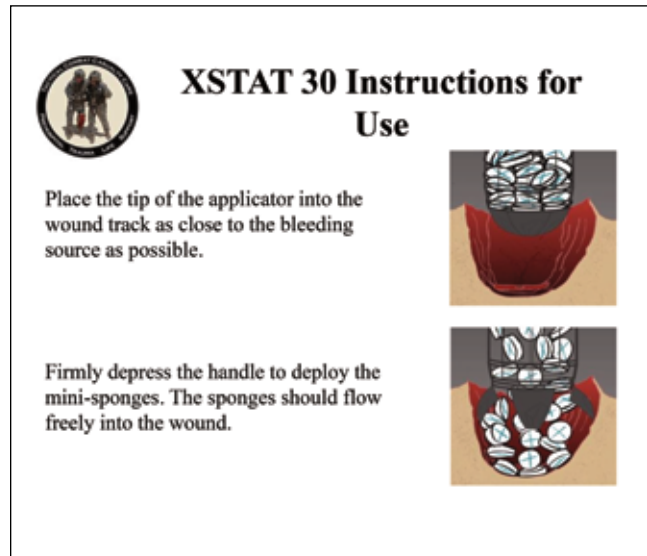 XSTAT 30 Instructions for
Use
Place the tip of the applicator into the
wound track as close to the bleeding
source as possible.
Firmly depress the handle to deploy the
mini-sponges. The sponges should flow
freely into the wound.